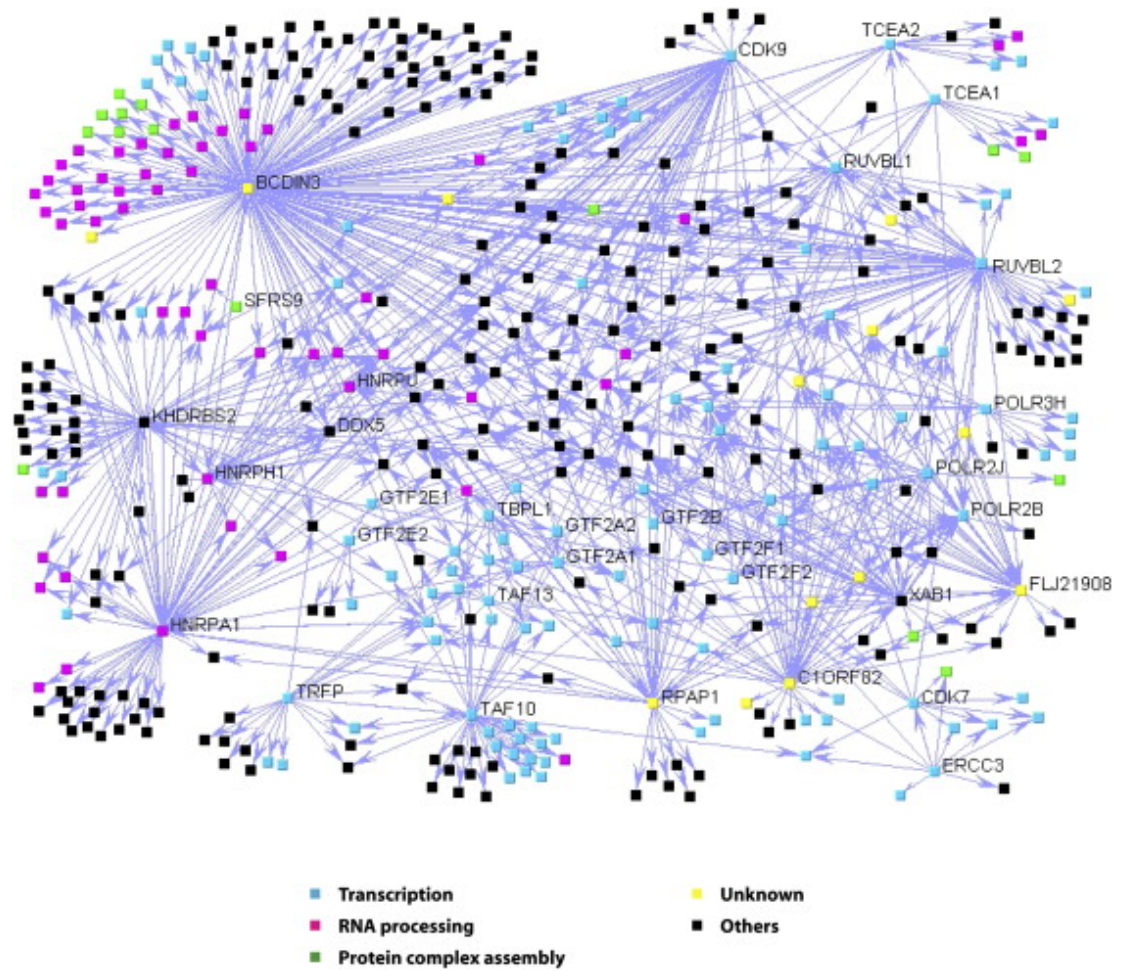 TCEA2
CDK9
TCEA1
RUVBL1
BCDIN3
RUVBL2
SFRS9
HNRPU
POLR3H
KHDRBS2
DDX5
HNRPH1
POLR2J
GTF2E1
TBPL1
GTF2A2
GTF2B
POLR2B
GTF2E2
GTF2A1
GTF2F1
GTF2F2
FLJ21908
TAF13
XAB1
HNRPA1
C1ORF82
TRFP
RPAP1
CDK7
TAF10
ERCC3
Transcription
Unknown
RNA processing
Others
Protein complex assembly